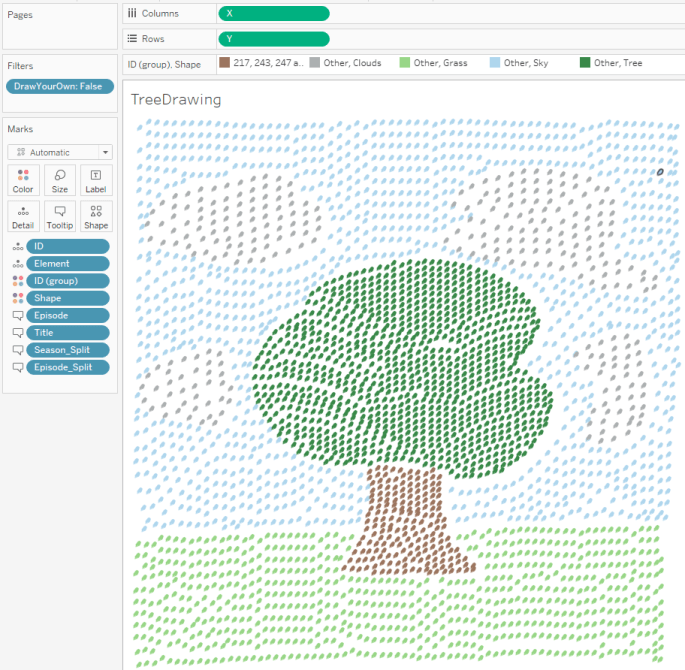 Pages
Columns
X
Rows
Y
Filters
DrawYourOwn: False
ID (group), Shape
217, 243, 247 a..
Other, Clouds
Other, Grass
Other, Sky
Other, Tree
TreeDrawing
Marks
Automatic
Color
Size
Label
Detail
Tooltip
Shape
ID
Element
ID (group)
Shape
Episode
Title
Season_Split
Episode_Split